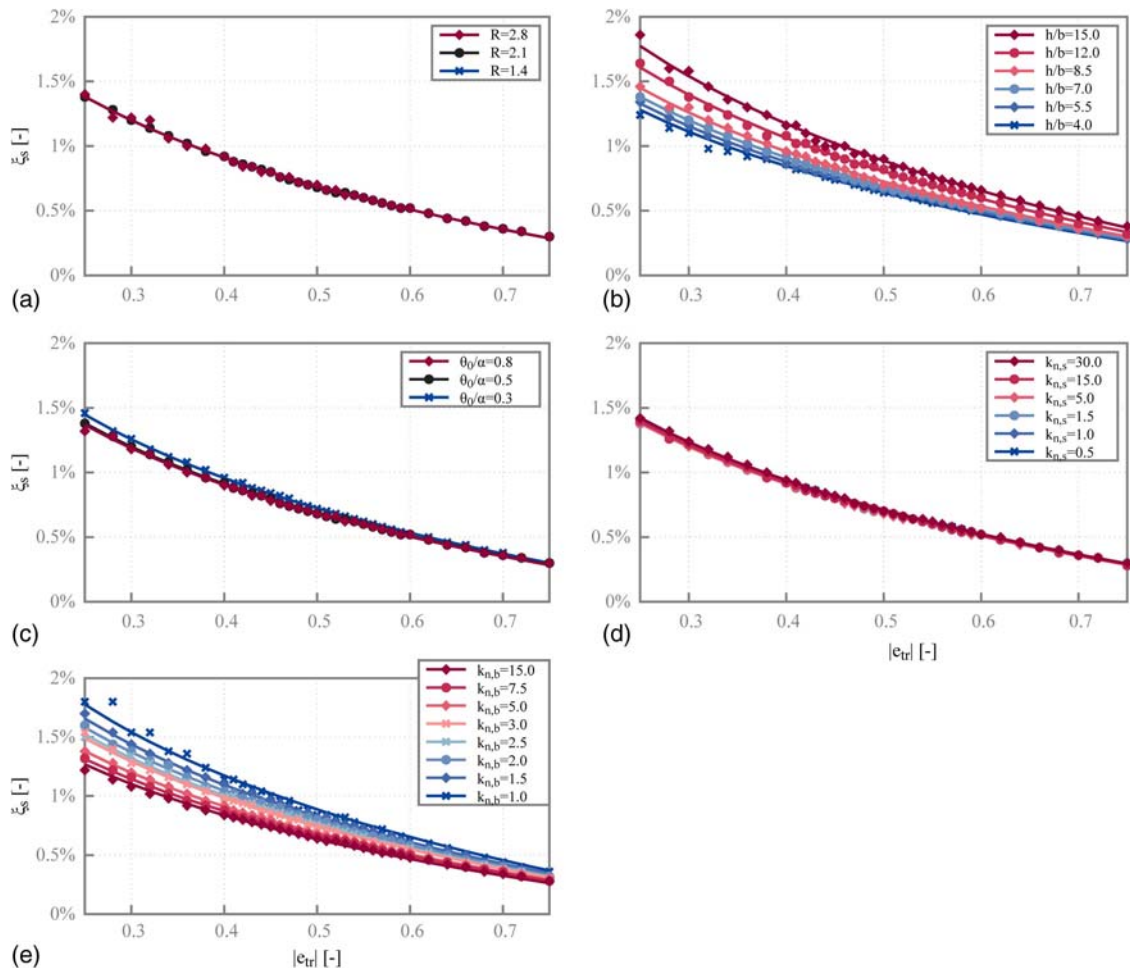 2%
1.5%
1%
0.5%
0%
ξs [-]
R=2.8
R=2.1
R=1.4
0.3
0.4
0.5
0.6
0.7
(a)
2%
1.5%
1%
0.5%
0%
h/b=15.0
h/b=12.0
h/b=8.5
h/b=7.0
h/b=5.5
h/b=4.0
0.3
0.4
0.5
0.6
0.7
(b)
2%
1.5%
1%
0.5%
0%
ξs [-]
θ0/α=0.8
θ0/α=0.5
θ0/α=0.3
0.3
0.4
0.5
0.6
0.7
(c)
2%
1.5%
1%
0.5%
0%
kn,s=30.0
kn,s=15.0
kn,s=5.0
kn,s=1.5
kn,s=1.0
kn,s=0.5
0.3
0.4
0.5
0.6
0.7
|etr| [-]
(d)
2%
1.5%
1%
0.5%
0%
ξs [-]
kn,b=15.0
kn,b=7.5
kn,b=5.0
kn,b=3.0
kn,b=2.5
kn,b=2.0
kn,b=1.5
kn,b=1.0
0.3
0.4
0.5
0.6
0.7
|etr| [-]
(e)